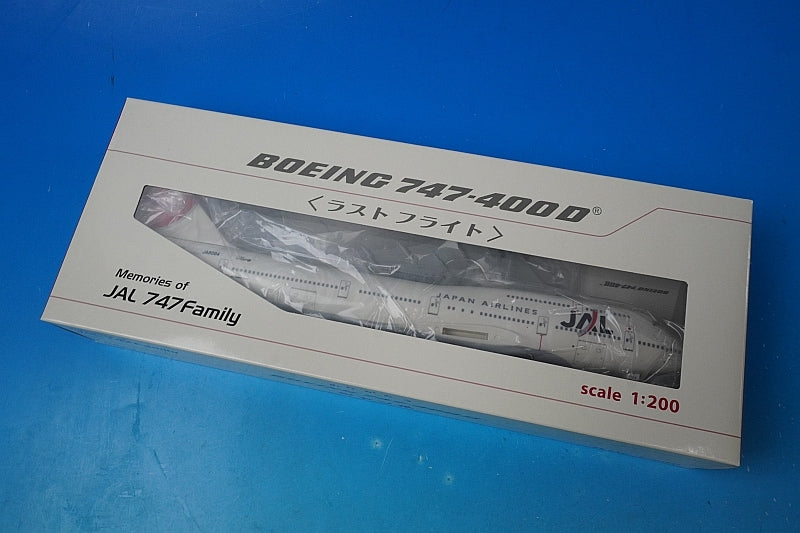 BOEING 747-400D®
＜ラスト フライト＞
Memories of
JAL 747Family
JAPAN AIRLINES
JAL
scale 1:200